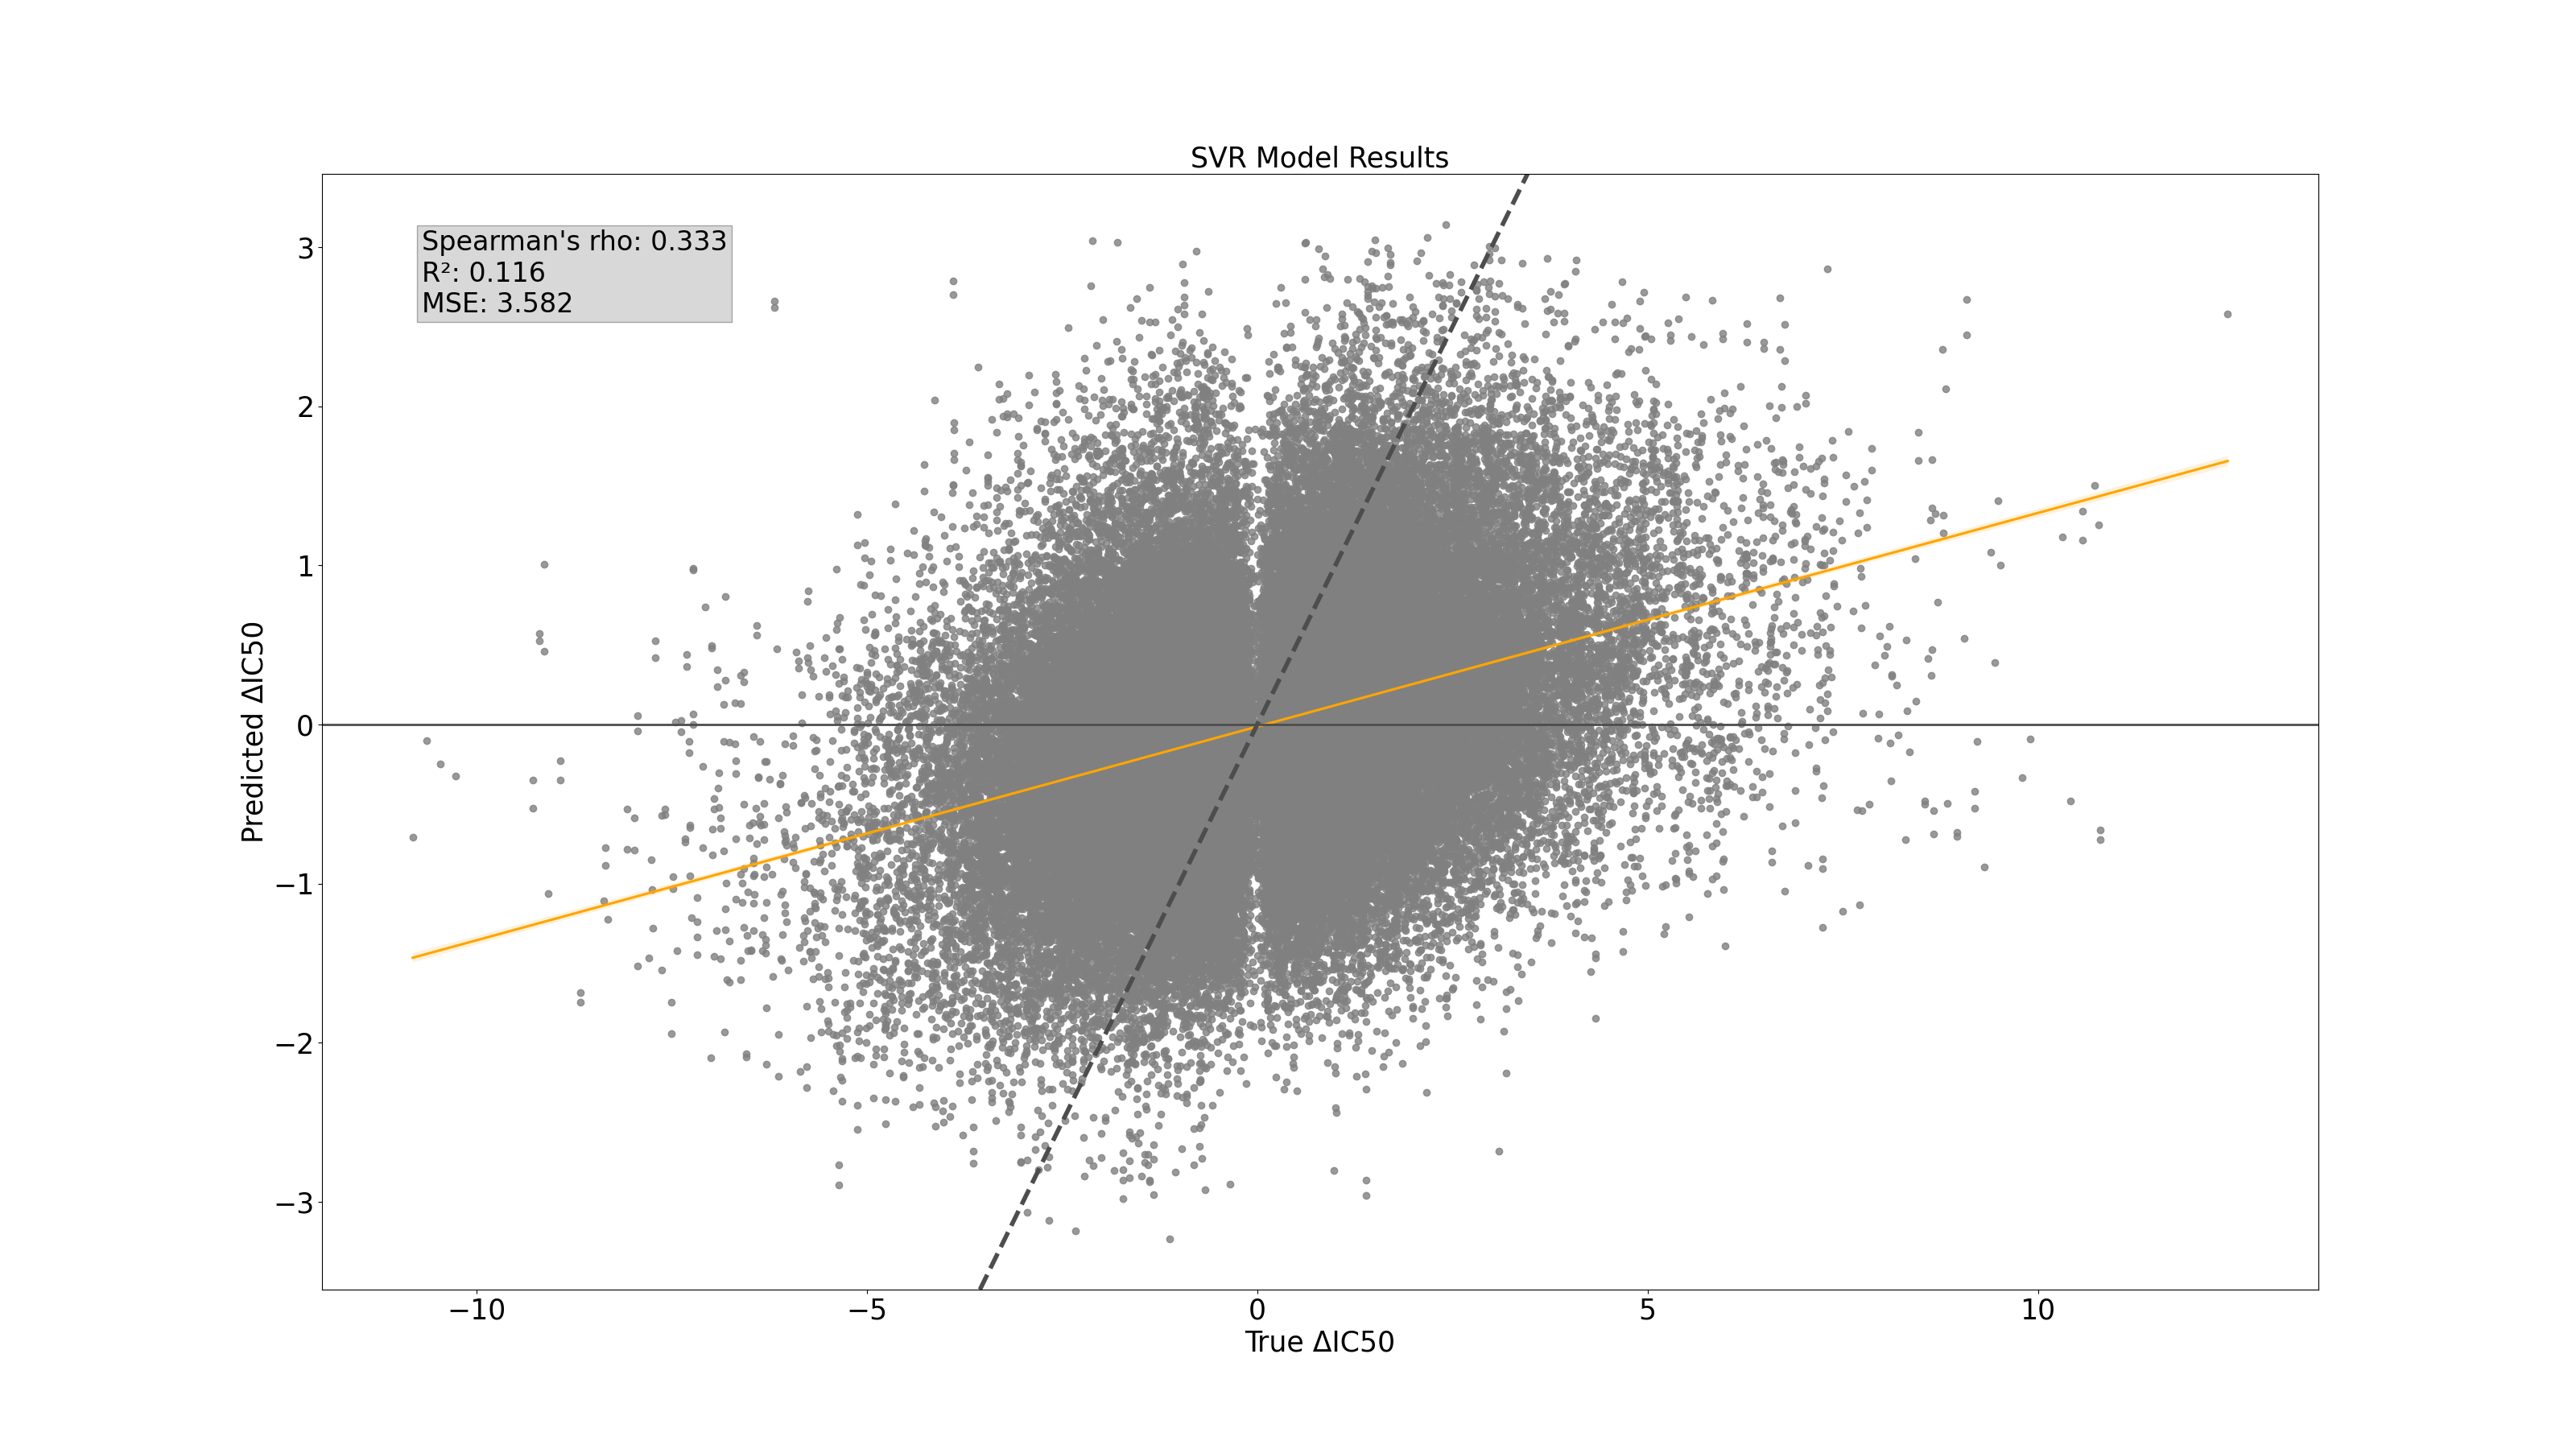 SVR Model Results
Spearman's rho: 0.333
R²: 0.116
MSE: 3.582
3
2
1
0
−1
−2
−3
Predicted ΔIC50
−10
−5
0
5
10
True ΔIC50